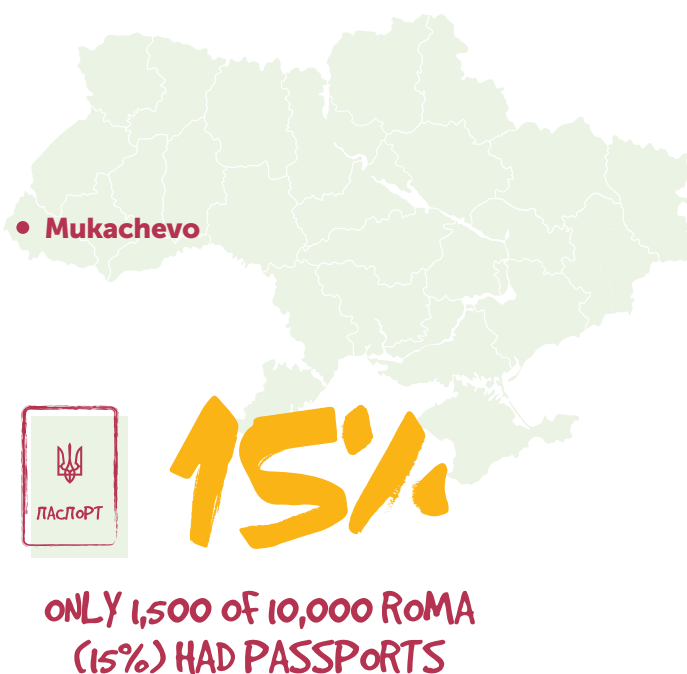 Mukachevo
ПАСПОРТ
15%
ONLY 1,500 OF 10,000 ROMA
(15%) HAD PASSPORTS